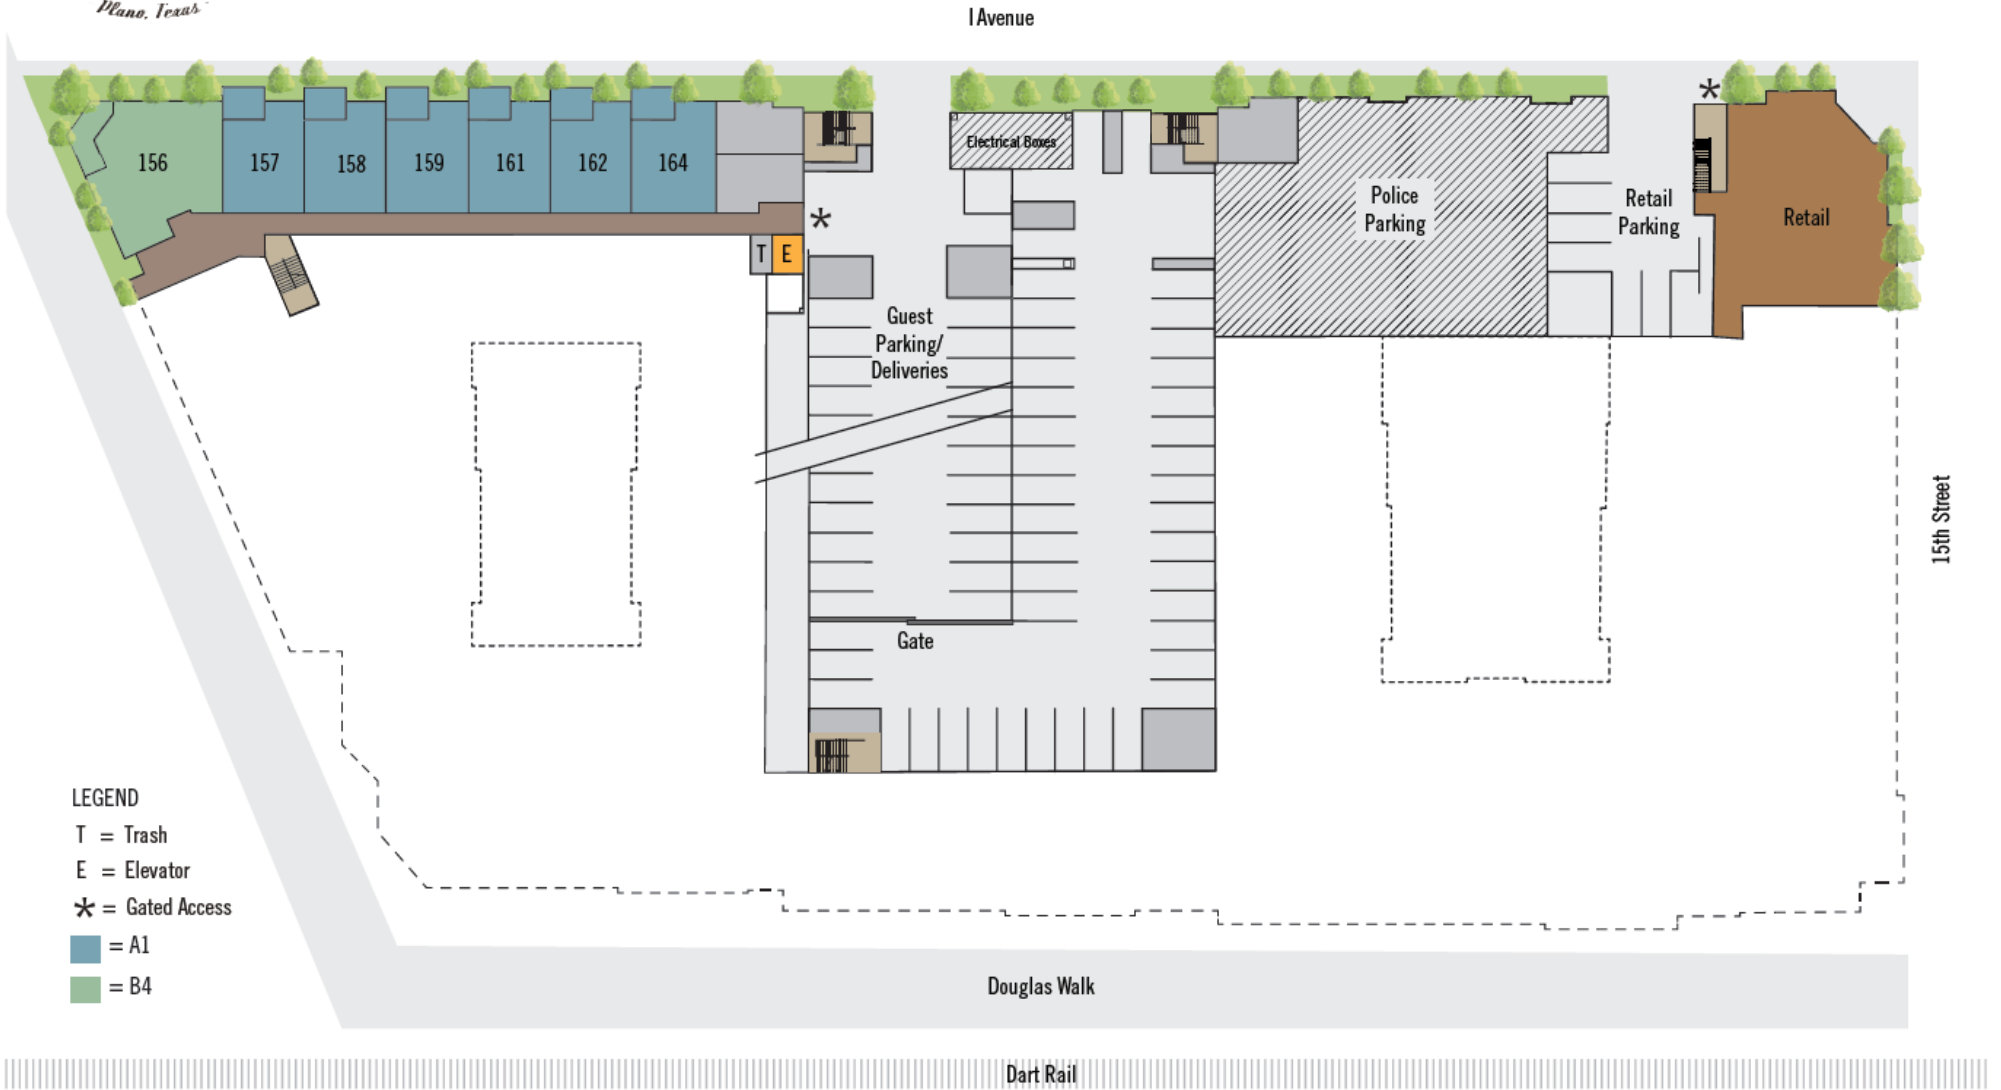 Plano, Texas
I Avenue
156
157
158
159
161
162
164
Electrical Boxes
Police
Parking
Retail
Parking
*
Retail
*
T
E
Guest
Parking/
Deliveries
Gate
15th Street
LEGEND
T = Trash
E = Elevator
* = Gated Access
= A1
= B4
Douglas Walk
Dart Rail